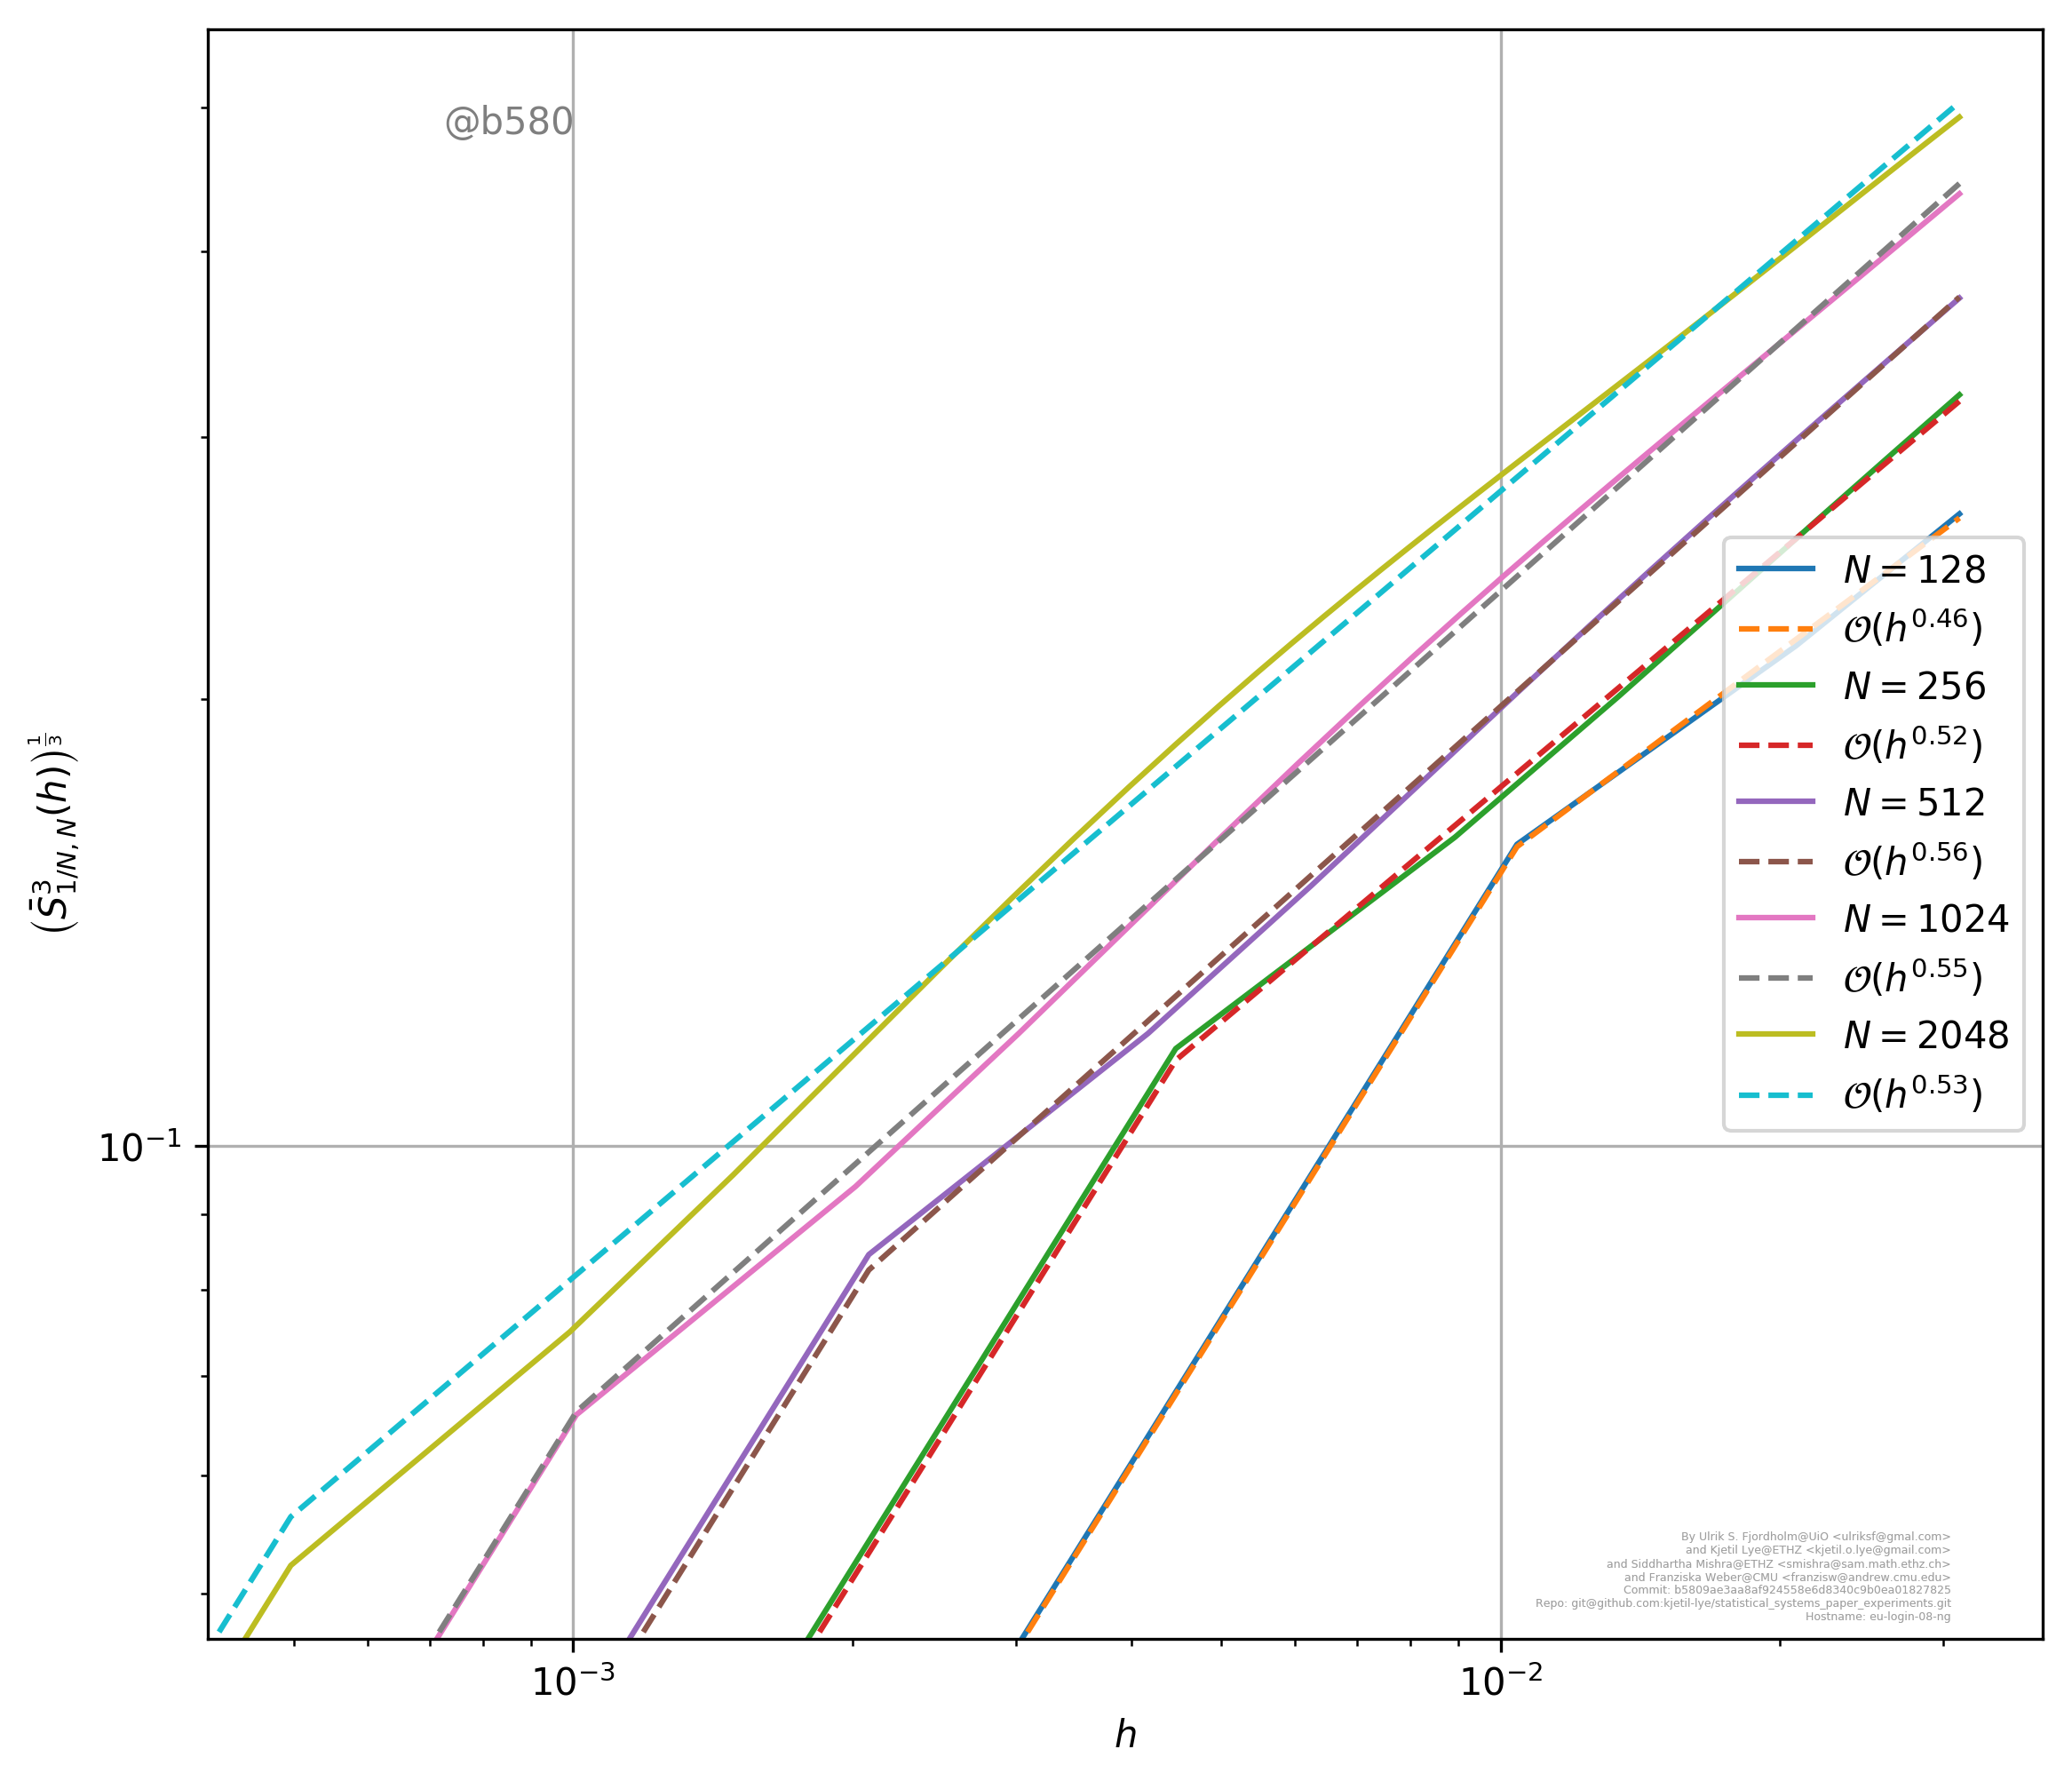 @b580
(S̄³₁/N, N(h))^{1/3}
10⁻¹
N = 128
𝒪(h^{0.46})
N = 256
𝒪(h^{0.52})
N = 512
𝒪(h^{0.56})
N = 1024
𝒪(h^{0.55})
N = 2048
𝒪(h^{0.53})
By Ulrik S. Fjordholm@UiO <ulriksf@gmal.com>
and Kjetil Lye@ETHZ <kjetil.o.lye@gmail.com>
and Siddhartha Mishra@ETHZ <smishra@sam.math.ethz.ch>
and Franziska Weber@CMU <franzisw@andrew.cmu.edu>
Commit: b5809ae3aa8af924558e6d8340c9b0ea01827825
Repo: git@github.com:kjetil-lye/statistical_systems_paper_experiments.git
Hostname: eu-login-08-ng
10⁻³ 10⁻²
h